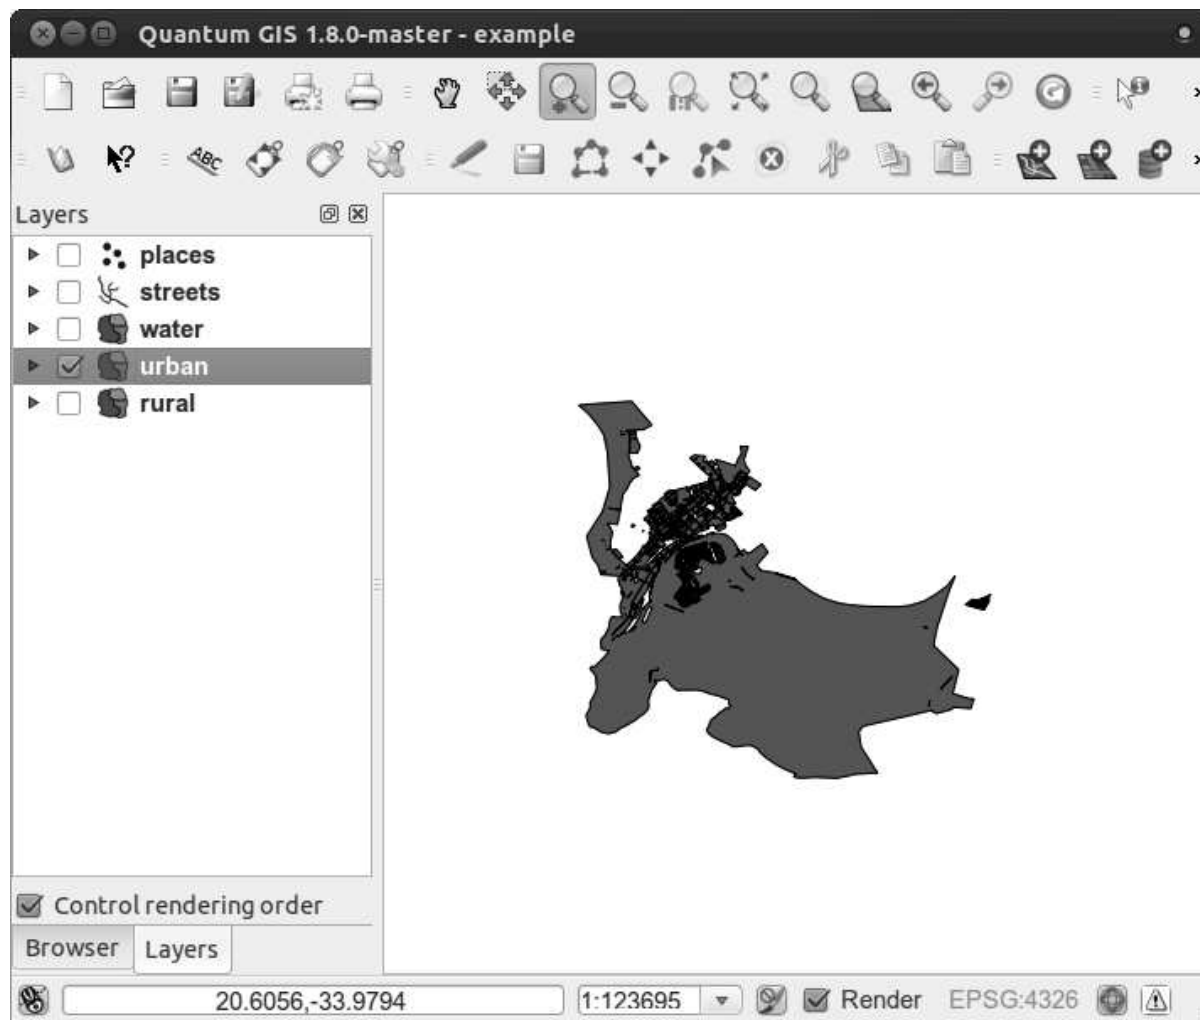 Quantum GIS 1.8.0-master - example
ABC
Layers
places
streets
water
urban
rural
Control rendering order
Browser Layers
20.6056,-33.9794 1:123695 Render EPSG:4326